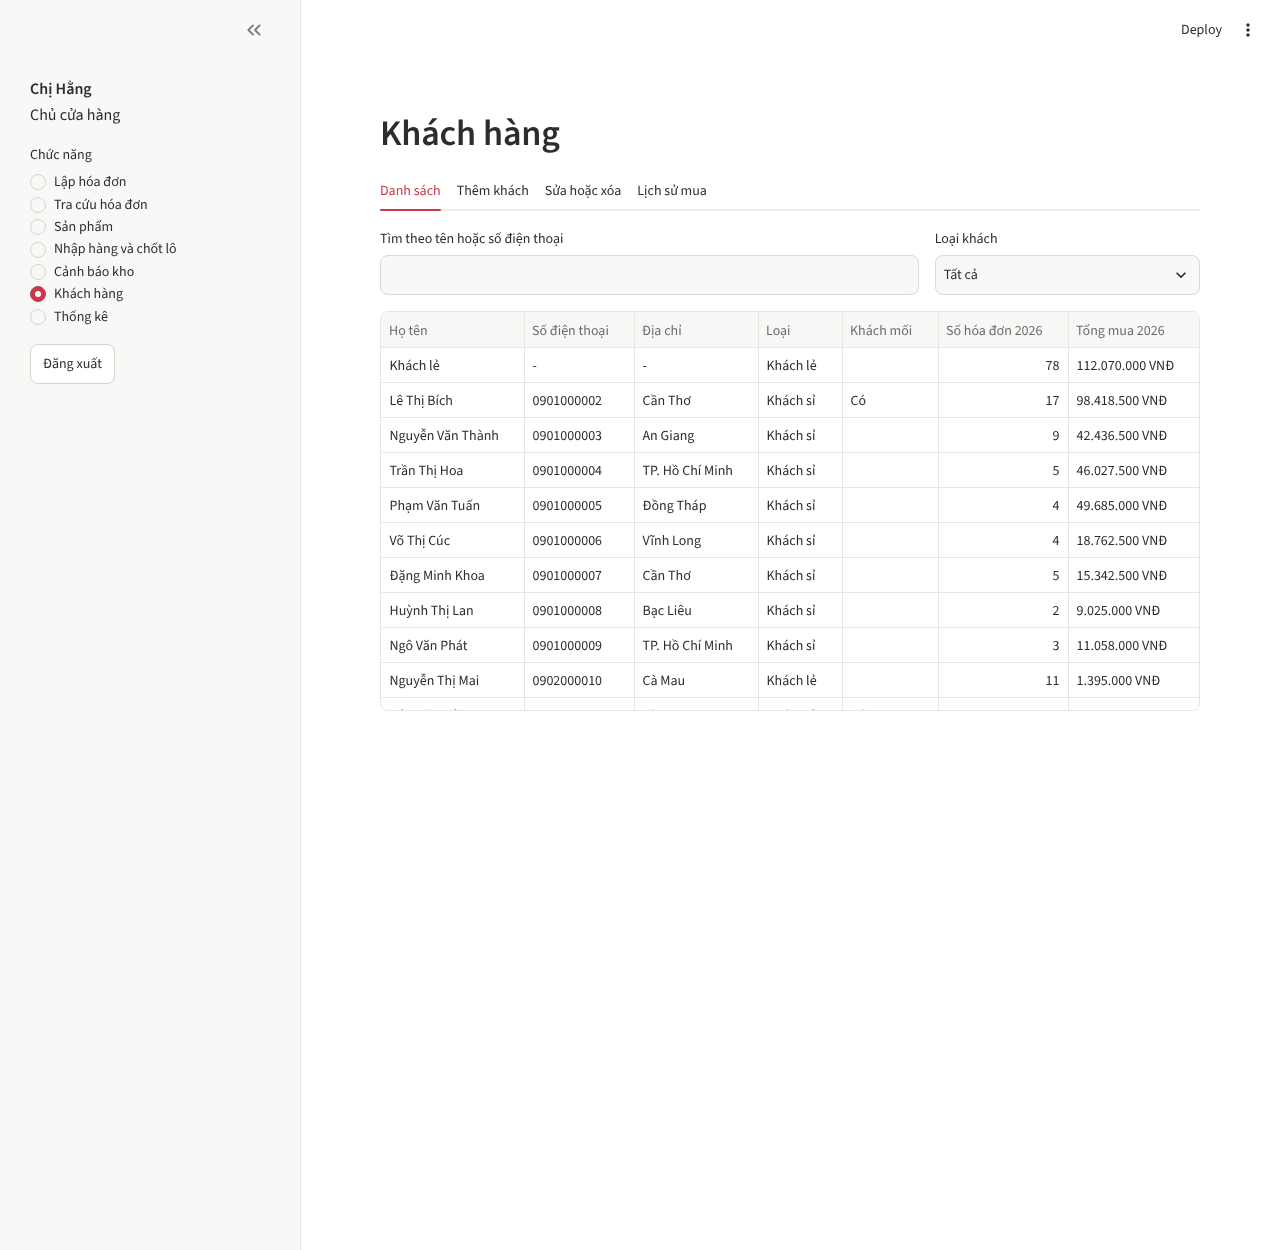 Deploy
Chị Hằng
Chủ cửa hàng
Chức năng
Lập hóa đơn
Tra cứu hóa đơn
Sản phẩm
Nhập hàng và chốt lô
Cảnh báo kho
Khách hàng
Thống kê
Đăng xuất
Khách hàng
Danh sách Thêm khách Sửa hoặc xóa Lịch sử mua
Tìm theo tên hoặc số điện thoại Loại khách
Tất cả
Họ tên Số điện thoại Địa chỉ Loại Khách mối Số hóa đơn 2026 Tổng mua 2026
Khách lẻ - - Khách lẻ 78 112.070.000 VNĐ
Lê Thị Bích 0901000002 Cần Thơ Khách sỉ Có 17 98.418.500 VNĐ
Nguyễn Văn Thành 0901000003 An Giang Khách sỉ 9 42.436.500 VNĐ
Trần Thị Hoa 0901000004 TP. Hồ Chí Minh Khách sỉ 5 46.027.500 VNĐ
Phạm Văn Tuấn 0901000005 Đồng Tháp Khách sỉ 4 49.685.000 VNĐ
Võ Thị Cúc 0901000006 Vĩnh Long Khách sỉ 4 18.762.500 VNĐ
Đặng Minh Khoa 0901000007 Cần Thơ Khách sỉ 5 15.342.500 VNĐ
Huỳnh Thị Lan 0901000008 Bạc Liêu Khách sỉ 2 9.025.000 VNĐ
Ngô Văn Phát 0901000009 TP. Hồ Chí Minh Khách sỉ 3 11.058.000 VNĐ
Nguyễn Thị Mai 0902000010 Cà Mau Khách lẻ 11 1.395.000 VNĐ